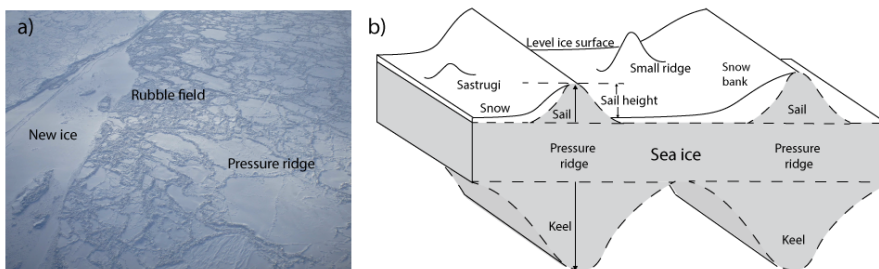 a)
Rubble field
New ice
Pressure ridge
b)
Level ice surface
Small ridge
Snow
bank
Sastrugi
Sail height
Snow
Sail
Sail
Pressure
ridge
Sea ice
Pressure
ridge
Keel
Keel